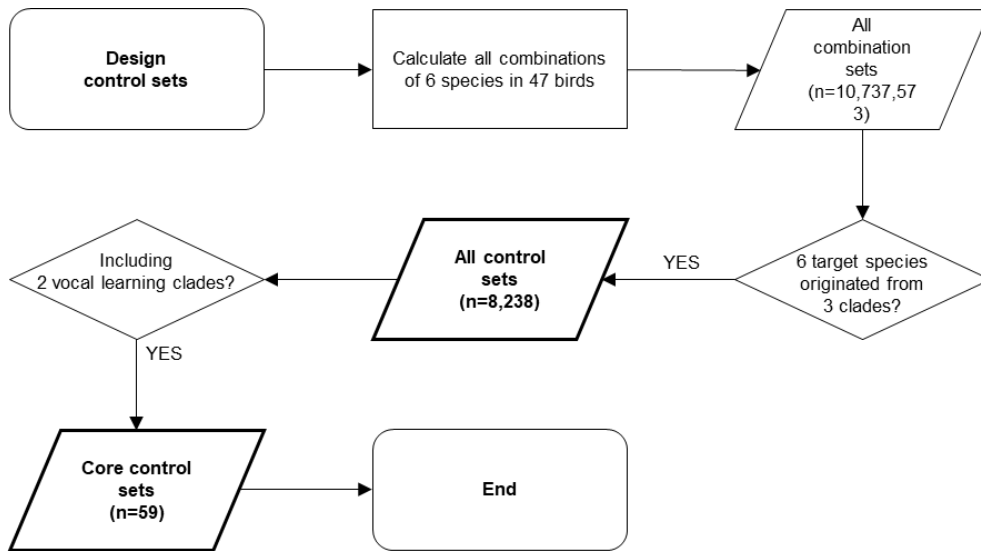 Design
control sets
Calculate all combinations
of 6 species in 47 birds
All
combination
sets
(n=10,737,57
3)
6 target species
originated from
3 clades?
YES
All control
sets
(n=8,238)
Including
2 vocal learning clades?
YES
Core control
sets
(n=59)
End